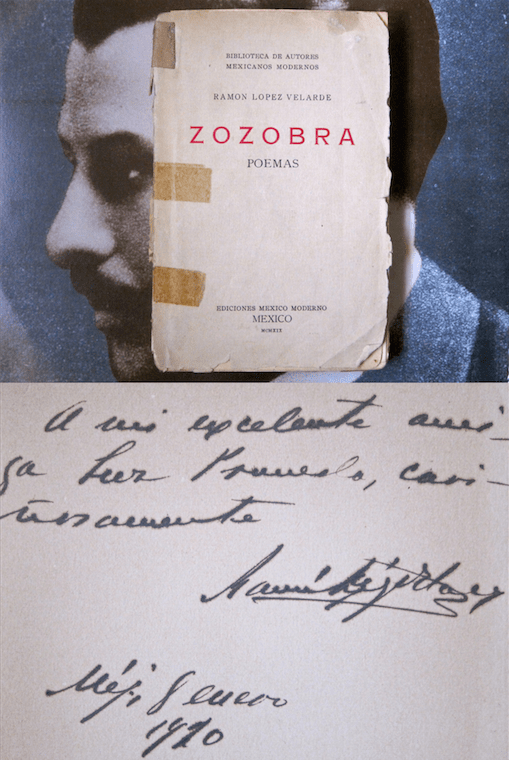 BIBLIOTECA DE AUTORES
MEXICANOS MODERNOS
RAMON LOPEZ VELARDE
ZOZOBRA
POEMAS
EDICIONES MEXICO MODERNO
MEXICO
MCMXIX
A mi excelente ami-
ga Luz, cari-
ñosamente
Méj. 8 enero
1920